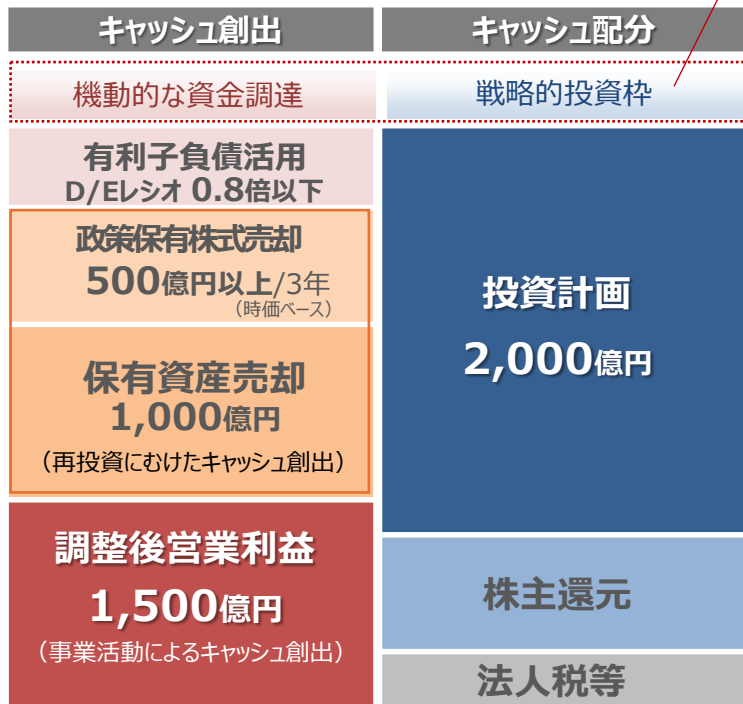 キャッシュ創出
機動的な資金調達
有利子負債活用
D/Eレシオ 0.8倍以下
政策保有株式売却
500億円以上/3年
（時価ベース）
保有資産売却
1,000億円
（再投資にむけたキャッシュ創出）
調整後営業利益
1,500億円
（事業活動によるキャッシュ創出）
キャッシュ配分
戦略的投資枠
投資計画
2,000億円
株主還元
法人税等